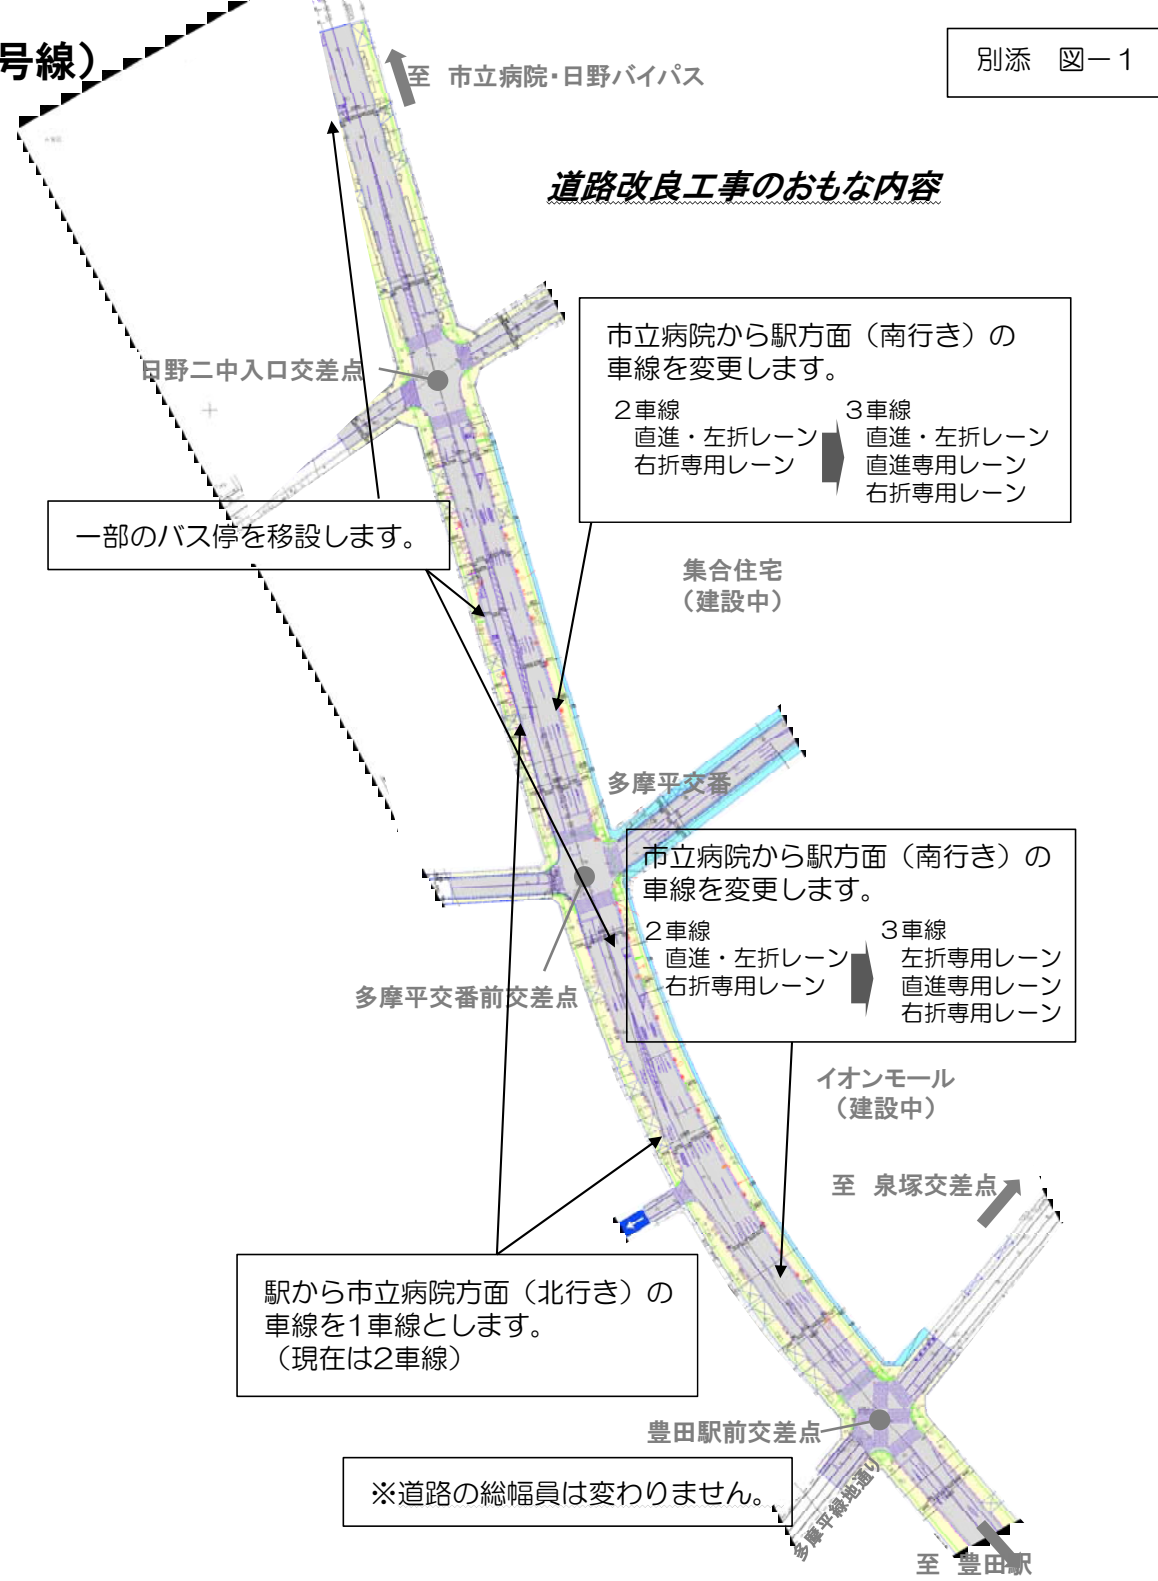 号線）
別添　図－１
至　市立病院・日野バイパス
道路改良工事のおもな内容
日野二中入口交差点
市立病院から駅方面（南行き）の
車線を変更します。
２車線
直進・左折レーン
右折専用レーン
３車線
直進・左折レーン
直進専用レーン
右折専用レーン
一部のバス停を移設します。
集合住宅
（建設中）
多摩平交番
市立病院から駅方面（南行き）の
車線を変更します。
２車線
直進・左折レーン
右折専用レーン
３車線
左折専用レーン
直進専用レーン
右折専用レーン
多摩平交番前交差点
イオンモール
（建設中）
至　泉塚交差点
駅から市立病院方面（北行き）の
車線を1車線とします。
（現在は2車線）
豊田駅前交差点
※道路の総幅員は変わりません。
多摩平緑地通り
至　豊田駅